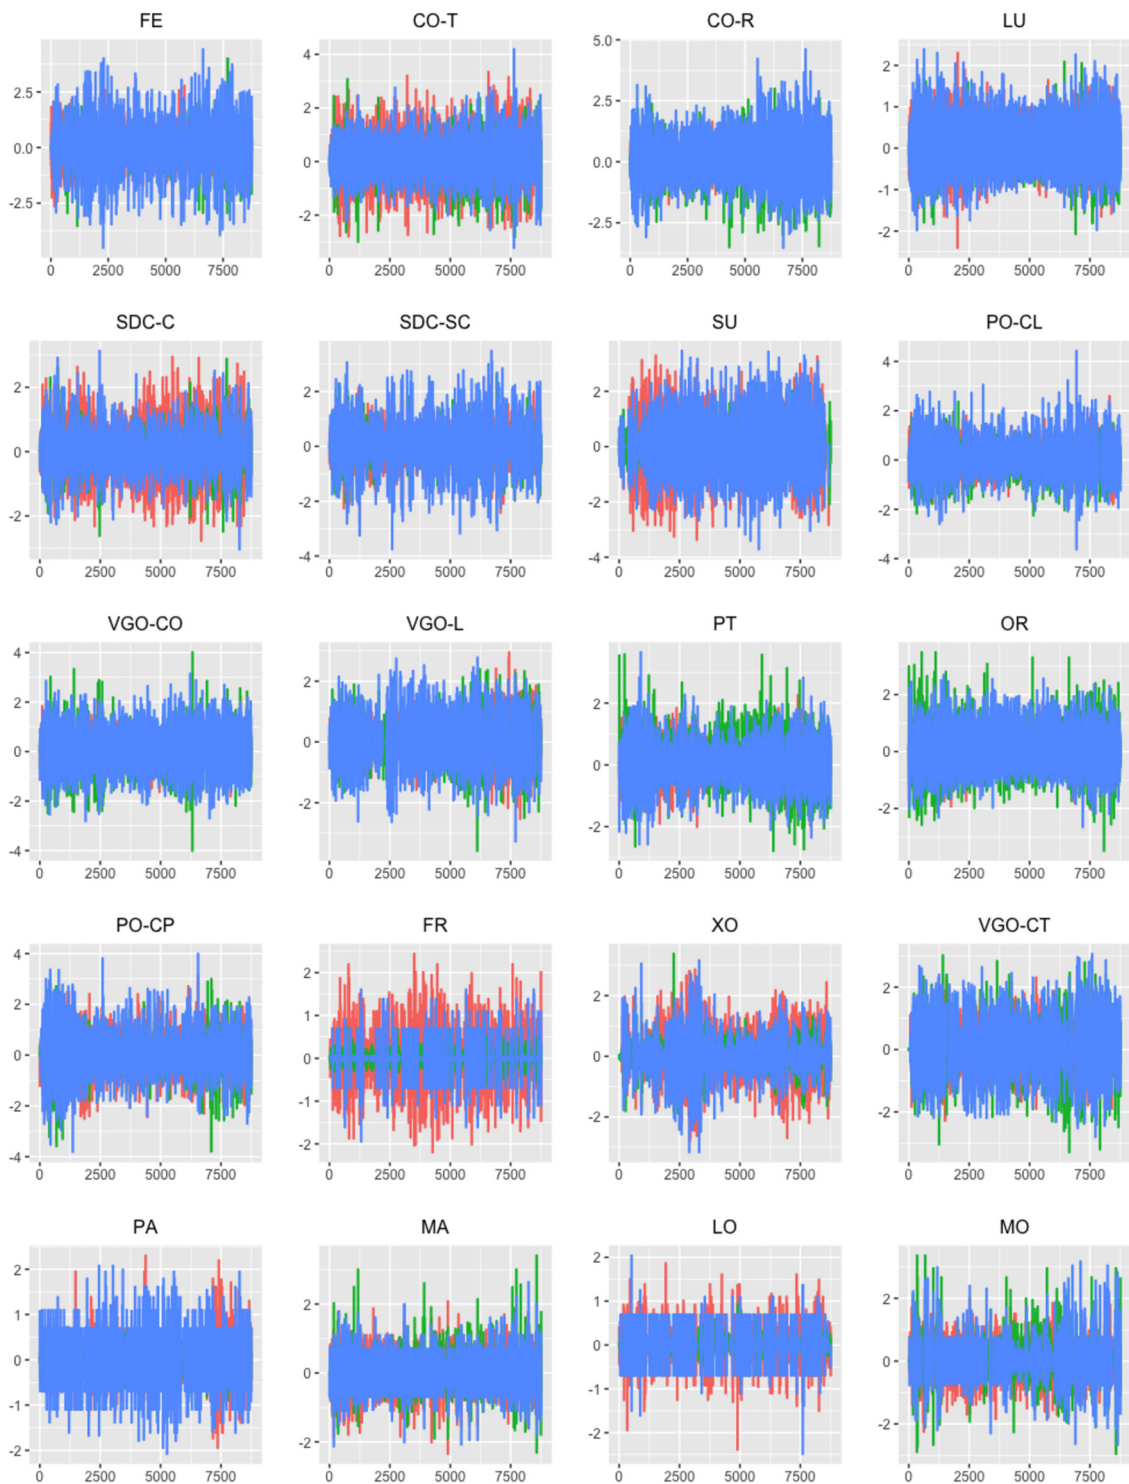 FE CO-T CO-R LU
2.5 0.0 -2.5
4 2 0 -2
5.0 2.5 0.0 -2.5
2 1 0 -1 -2
0 2500 5000 7500 0 2500 5000 7500 0 2500 5000 7500 0 2500 5000 7500
SDC-C SDC-SC SU PO-CL
2 0 -2
2 0 -2 -4
2 0 -2 -4
4 2 0 -2 -4
0 2500 5000 7500 0 2500 5000 7500 0 2500 5000 7500 0 2500 5000 7500
VGO-CO VGO-L PT OR
4 2 0 -2 -4
2 0 -2
2 0 -2
2 0 -2
0 2500 5000 7500 0 2500 5000 7500 0 2500 5000 7500 0 2500 5000 7500
PO-CP FR XO VGO-CT
4 2 0 -2 -4
2 1 0 -1 -2
2 0 -2
2 0 -2
0 2500 5000 7500 0 2500 5000 7500 0 2500 5000 7500 0 2500 5000 7500
PA MA LO MO
2 1 0 -1 -2
2 0 -2
2 1 0 -1 -2
2 0 -2
0 2500 5000 7500 0 2500 5000 7500 0 2500 5000 7500 0 2500 5000 7500